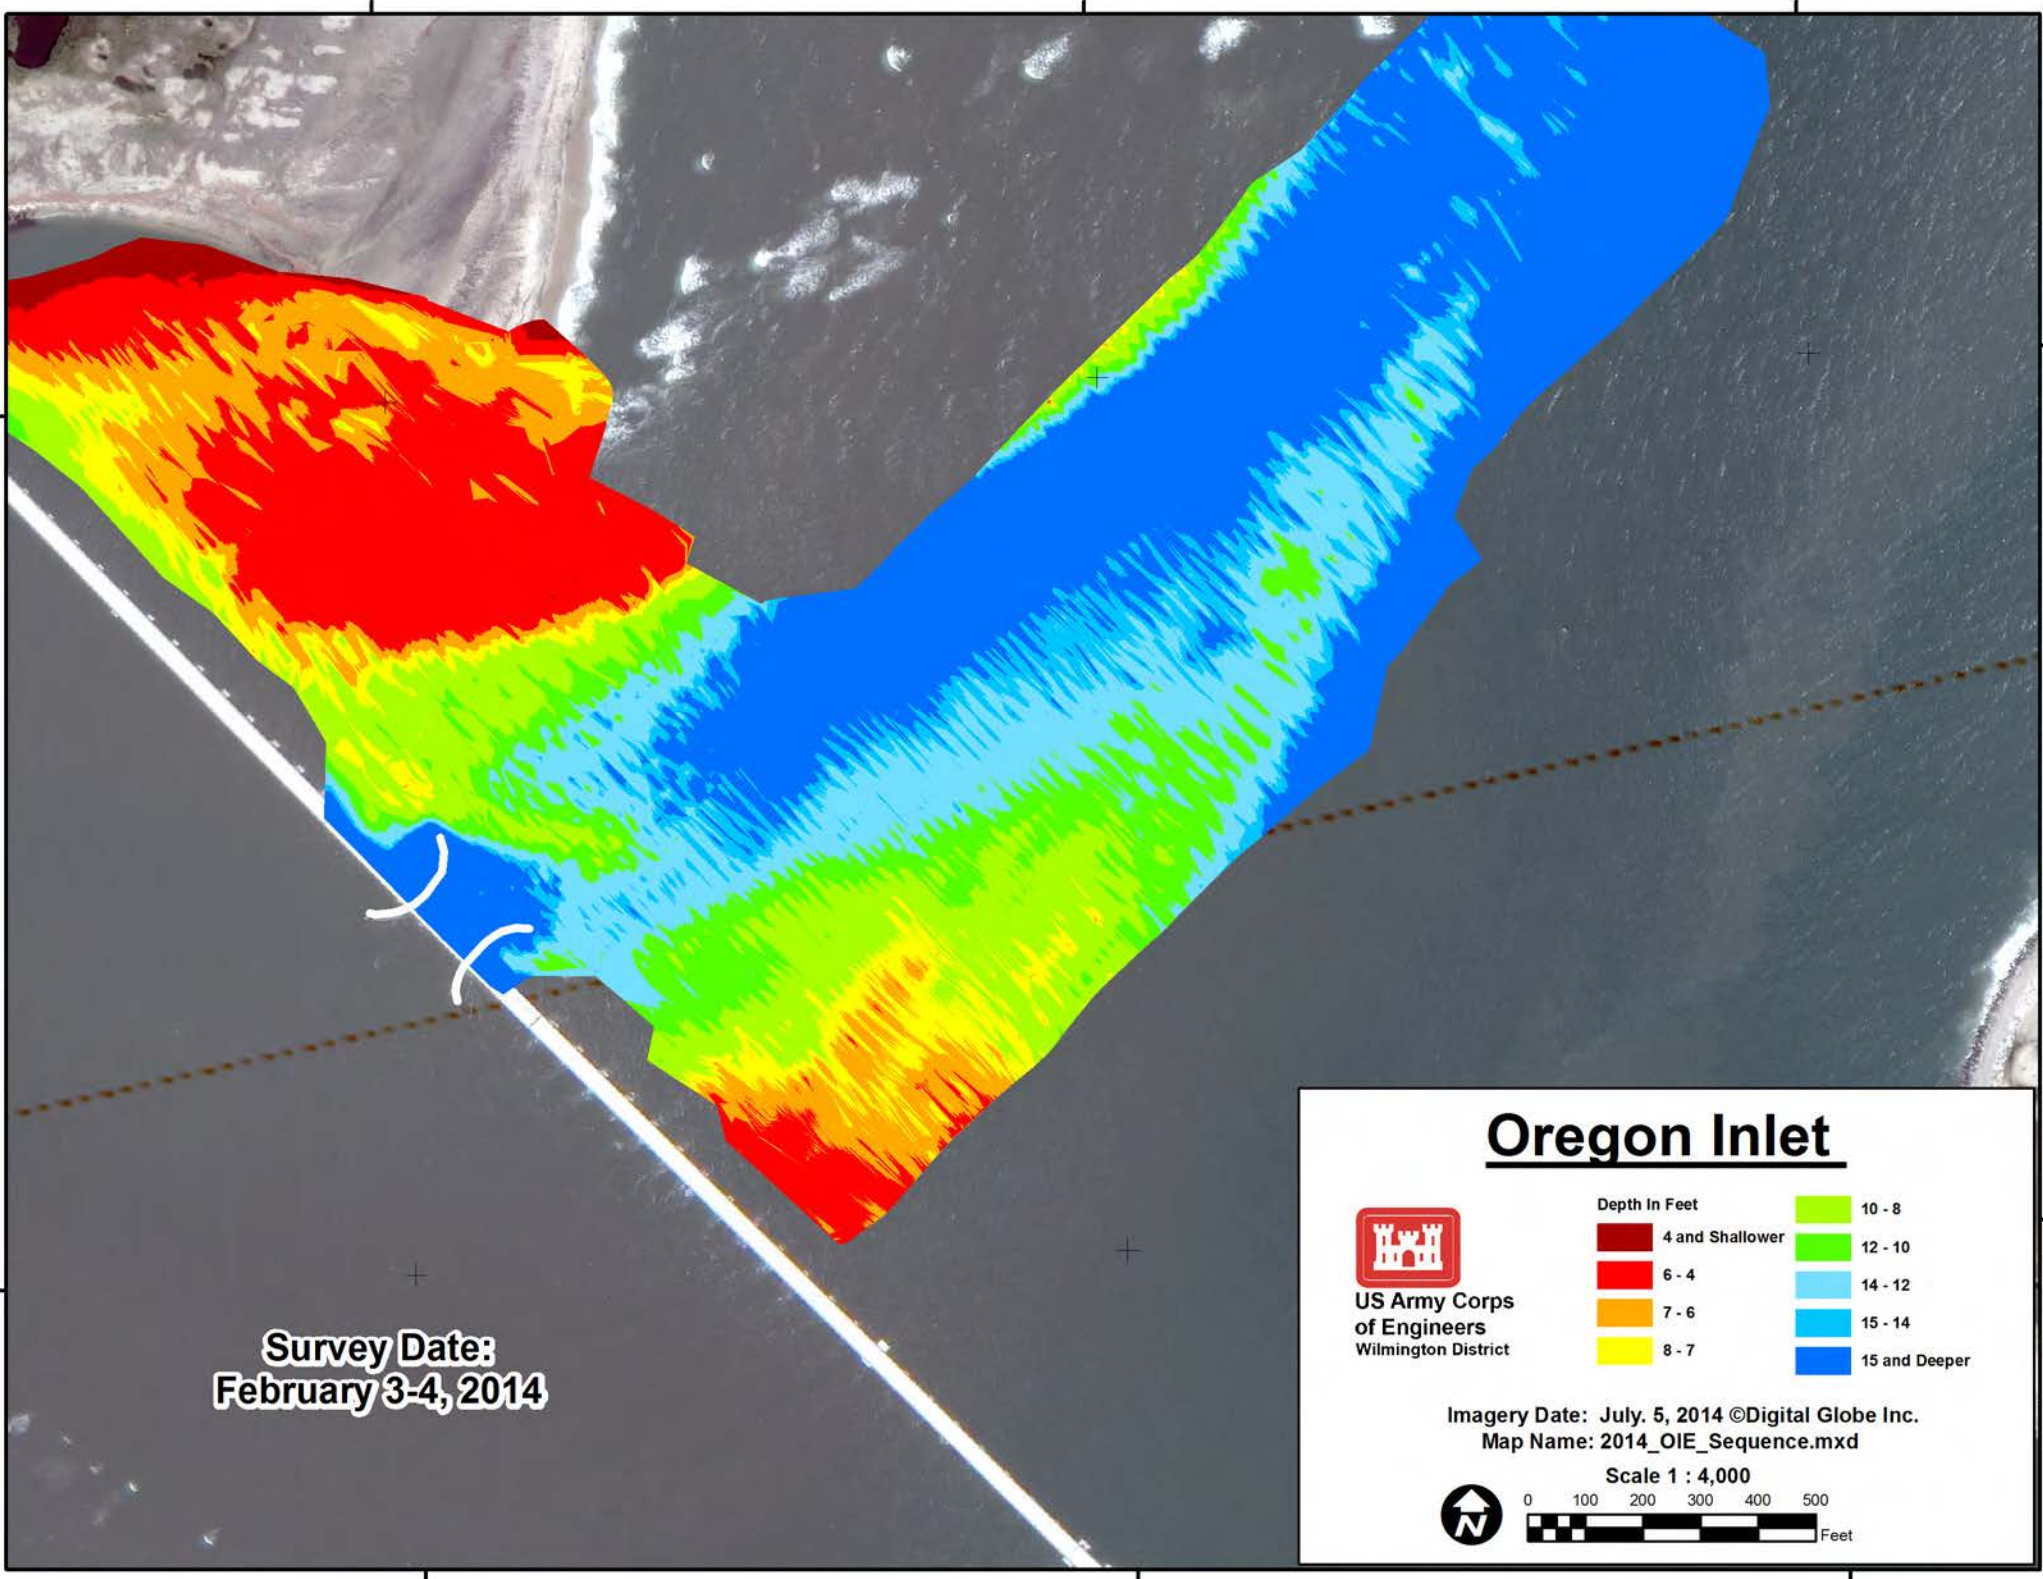 Survey Date:
February 3-4, 2014
Oregon Inlet
US Army Corps
of Engineers
Wilmington District
Depth In Feet
4 and Shallower
6 - 4
7 - 6
8 - 7
10 - 8
12 - 10
14 - 12
15 - 14
15 and Deeper
Imagery Date: July. 5, 2014 ©Digital Globe Inc.
Map Name: 2014_OIE_Sequence.mxd
Scale 1 : 4,000
N
0 100 200 300 400 500
Feet